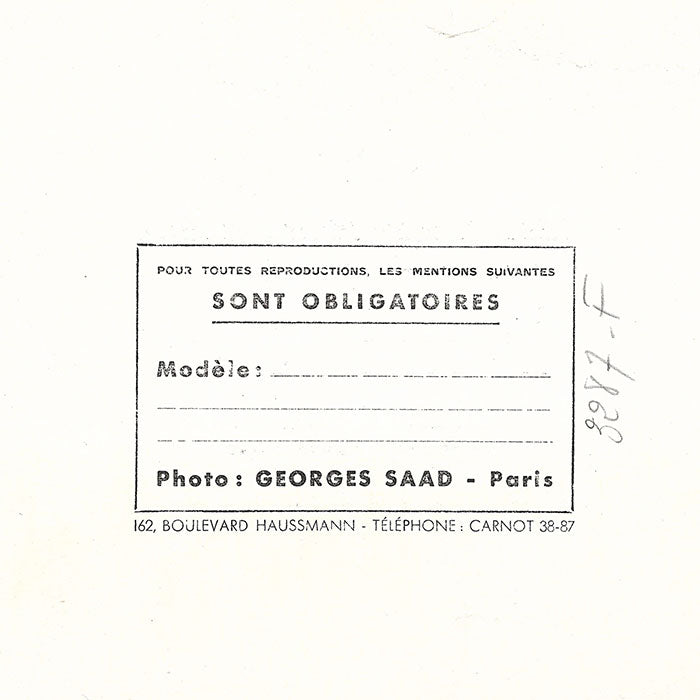 POUR TOUTES REPRODUCTIONS, LES MENTIONS SUIVANTES
SONT OBLIGATOIRES
Modèle:
Photo: GEORGES SAAD - Paris
162, BOULEVARD HAUSSMANN - TÉLÉPHONE: CARNOT 38-87
3287-F